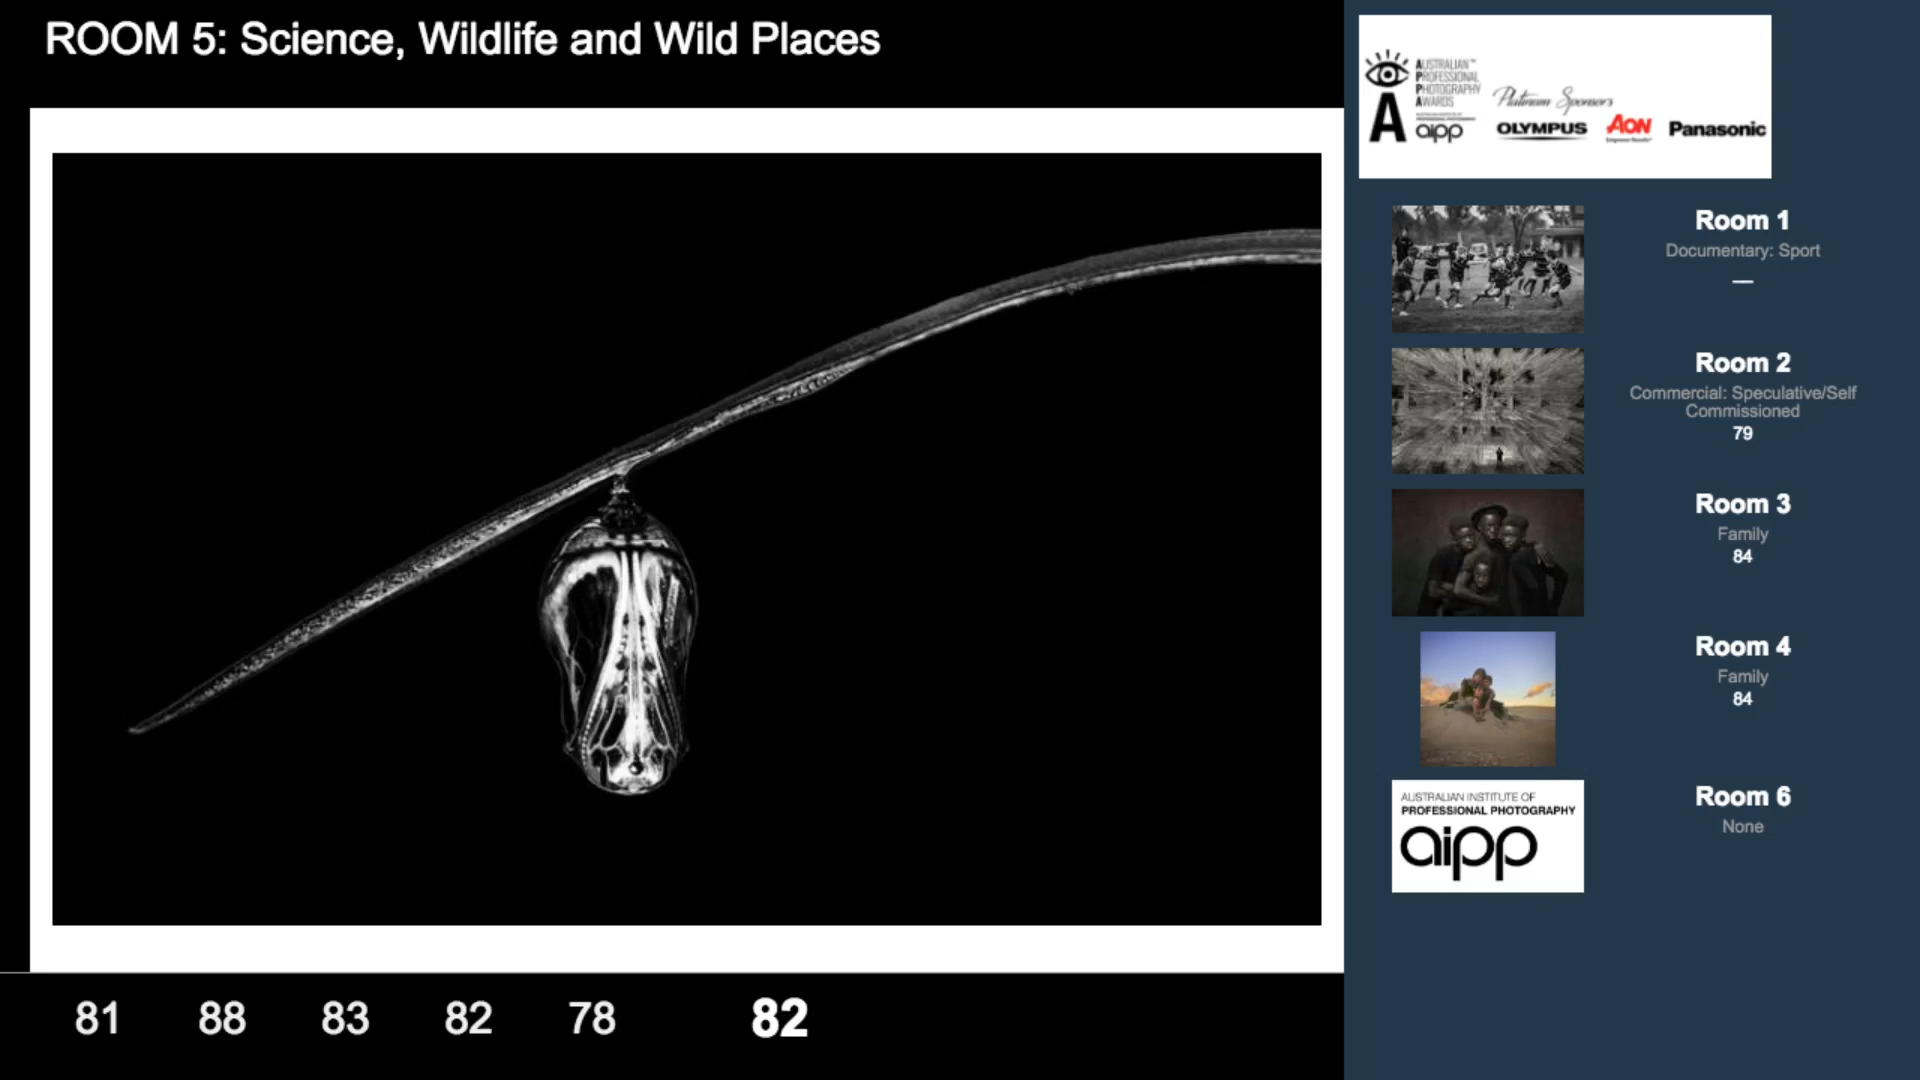 ROOM 5: Science, Wildlife and Wild Places
AUSTRALIAN™
PROFESSIONAL
PHOTOGRAPHY
AWARDS
A
aipp
Platinum Sponsors
OLYMPUS
AON
Panasonic
Room 1
Documentary: Sport
—
Room 2
Commercial: Speculative/Self
Commissioned
79
Room 3
Family
84
Room 4
Family
84
AUSTRALIAN INSTITUTE OF
PROFESSIONAL PHOTOGRAPHY
aipp
Room 6
None
81 88 83 82 78 82